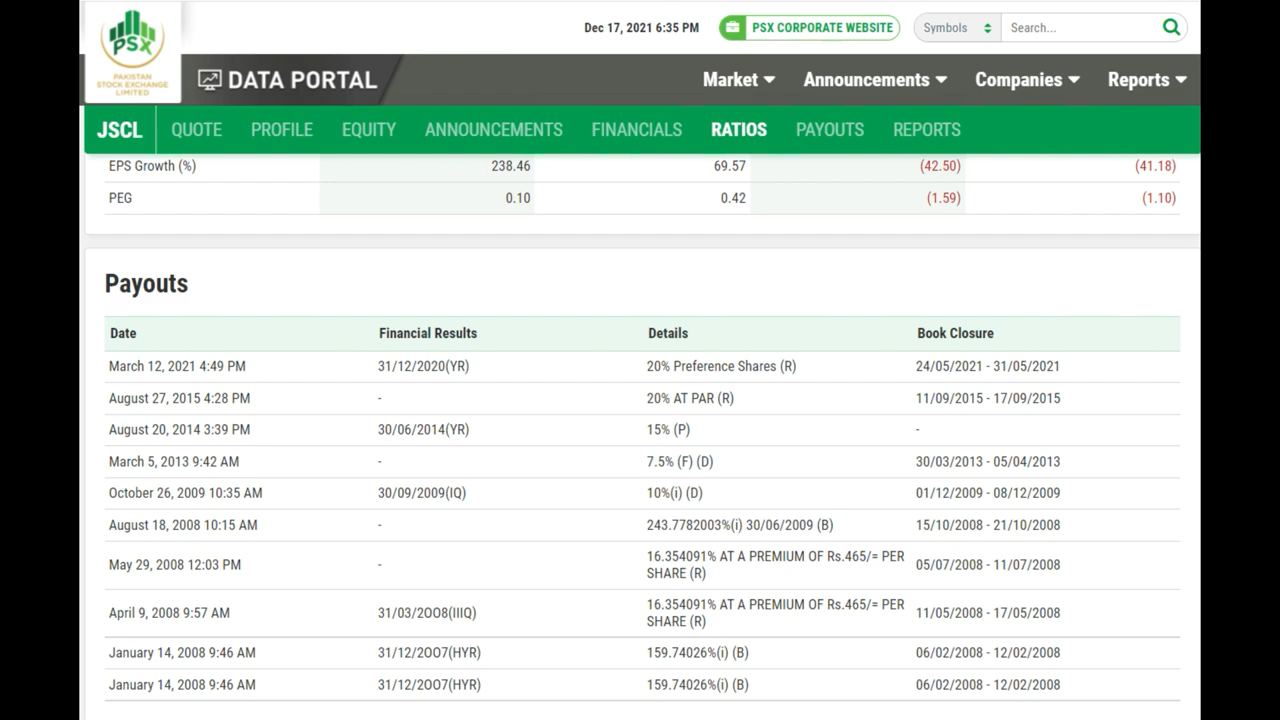 Dec 17, 2021 6:35 PM PSX CORPORATE WEBSITE Symbols Search...
PSX
PAKISTAN
STOCK EXCHANGE
LIMITED
DATA PORTAL Market Announcements Companies Reports
JSCL QUOTE PROFILE EQUITY ANNOUNCEMENTS FINANCIALS RATIOS PAYOUTS REPORTS
EPS Growth (%) 238.46 69.57 (42.50) (41.18)
PEG 0.10 0.42 (1.59) (1.10)
Payouts
Date Financial Results Details Book Closure
March 12, 2021 4:49 PM 31/12/2020(YR) 20% Preference Shares (R) 24/05/2021 - 31/05/2021
August 27, 2015 4:28 PM - 20% AT PAR (R) 11/09/2015 - 17/09/2015
August 20, 2014 3:39 PM 30/06/2014(YR) 15% (P) -
March 5, 2013 9:42 AM - 7.5% (F) (D) 30/03/2013 - 05/04/2013
October 26, 2009 10:35 AM 30/09/2009(IQ) 10%(i) (D) 01/12/2009 - 08/12/2009
August 18, 2008 10:15 AM - 243.7782003%(i) 30/06/2009 (B) 15/10/2008 - 21/10/2008
May 29, 2008 12:03 PM - 16.354091% AT A PREMIUM OF Rs.465/= PER
SHARE (R) 05/07/2008 - 11/07/2008
April 9, 2008 9:57 AM 31/03/2OO8(IIIQ) 16.354091% AT A PREMIUM OF Rs.465/= PER
SHARE (R) 11/05/2008 - 17/05/2008
January 14, 2008 9:46 AM 31/12/2OO7(HYR) 159.74026%(i) (B) 06/02/2008 - 12/02/2008
January 14, 2008 9:46 AM 31/12/2OO7(HYR) 159.74026%(i) (B) 06/02/2008 - 12/02/2008